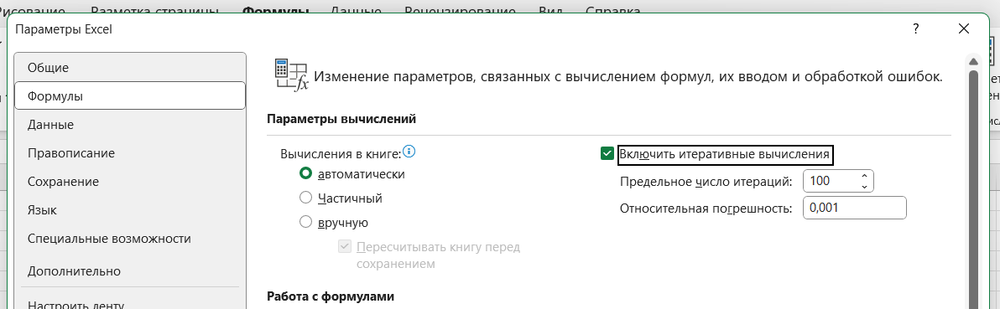 Рисование Разметка страницы Формулы Данные Рецензирование Вид Справка
Параметры Excel
?
Общие
Формулы
Данные
Правописание
Сохранение
Язык
Специальные возможности
Дополнительно
Настроить ленту
Изменение параметров, связанных с вычислением формул, их вводом и обработкой ошибок.
Параметры вычислений
Вычисления в книге:
автоматически
Частичный
вручную
Пересчитывать книгу перед
сохранением
Включить итеративные вычисления
Предельное число итераций: 100
Относительная погрешность: 0,001
Работа с формулами